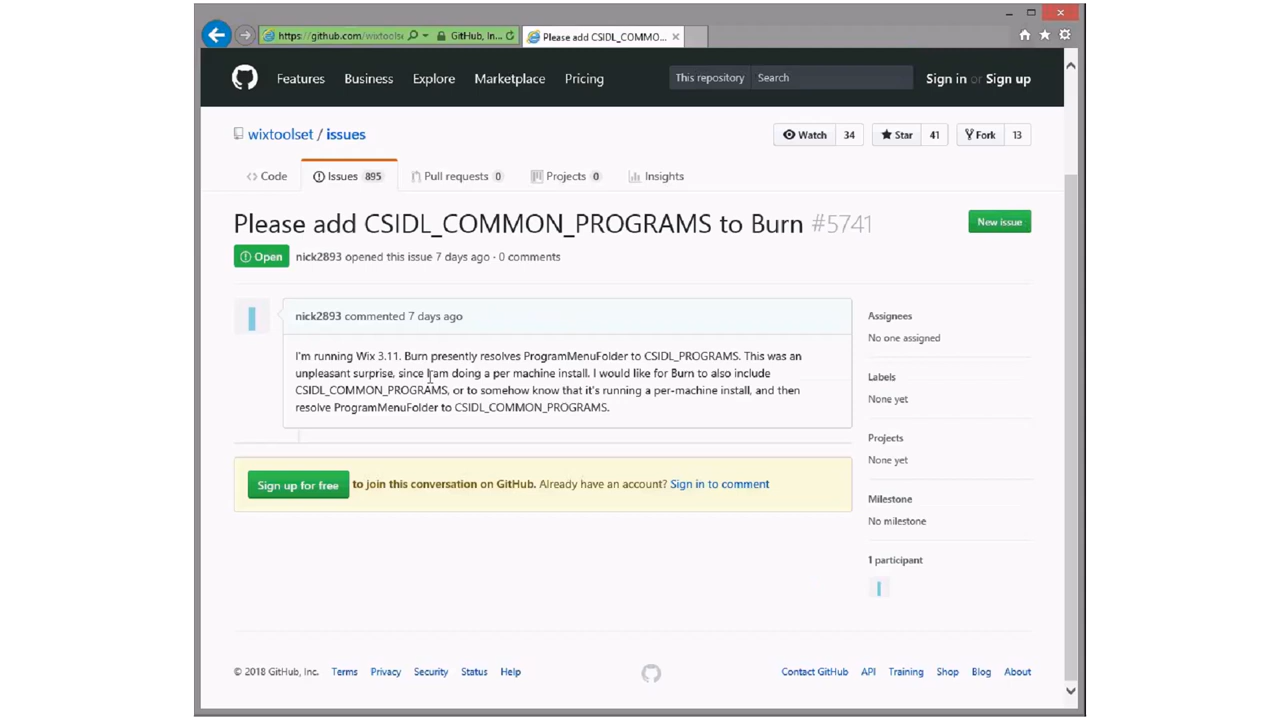 https://github.com/wixtools
GitHub, In...
Please add CSIDL_COMMO...
Features Business Explore Marketplace Pricing
This repository Search
Sign in or Sign up
wixtoolset / issues
Watch 34 Star 41 Fork 13
Code Issues 895 Pull requests 0 Projects 0 Insights
Please add CSIDL_COMMON_PROGRAMS to Burn #5741
New issue
Open nick2893 opened this issue 7 days ago · 0 comments
nick2893 commented 7 days ago
I'm running Wix 3.11. Burn presently resolves ProgramMenuFolder to CSIDL_PROGRAMS. This was an
unpleasant surprise, since I am doing a per machine install. I would like for Burn to also include
CSIDL_COMMON_PROGRAMS, or to somehow know that it's running a per-machine install, and then
resolve ProgramMenuFolder to CSIDL_COMMON_PROGRAMS.
Sign up for free to join this conversation on GitHub. Already have an account? Sign in to comment
Assignees
No one assigned
Labels
None yet
Projects
None yet
Milestone
No milestone
1 participant
© 2018 GitHub, Inc. Terms Privacy Security Status Help
Contact GitHub API Training Shop Blog About